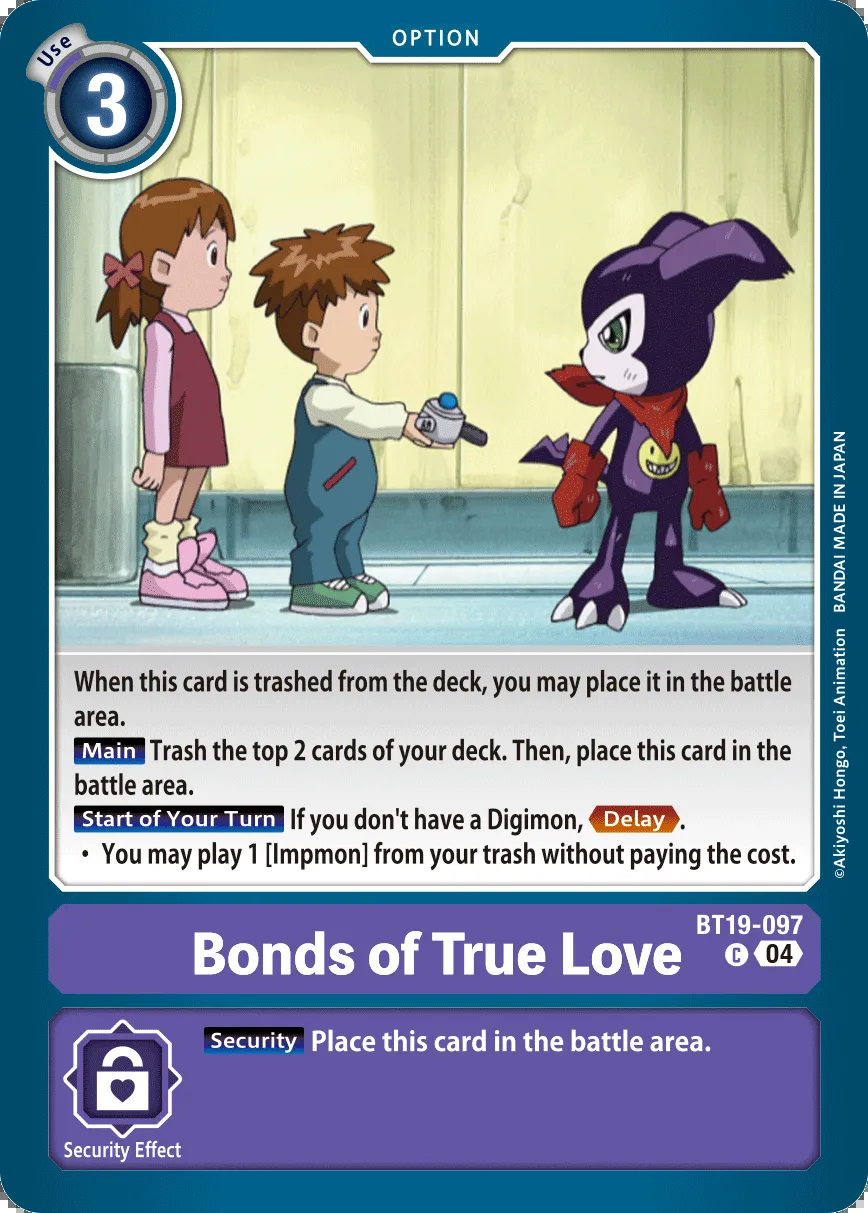 OPTION
Use
3
When this card is trashed from the deck, you may place it in the battle
area.
Main Trash the top 2 cards of your deck. Then, place this card in the
battle area.
Start of Your Turn If you don't have a Digimon, Delay.
• You may play 1 [Impmon] from your trash without paying the cost.
©Akiyoshi Hongo, Toei Animation BANDAI MADE IN JAPAN
BT19-097
Bonds of True Love
C 04
Security Place this card in the battle area.
Security Effect